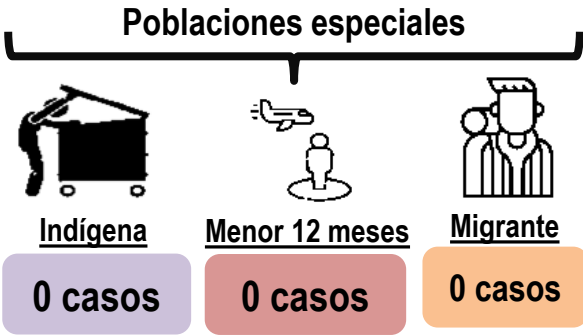 Poblaciones especiales
Indígena
Menor 12 meses
Migrante
0 casos
0 casos
0 casos